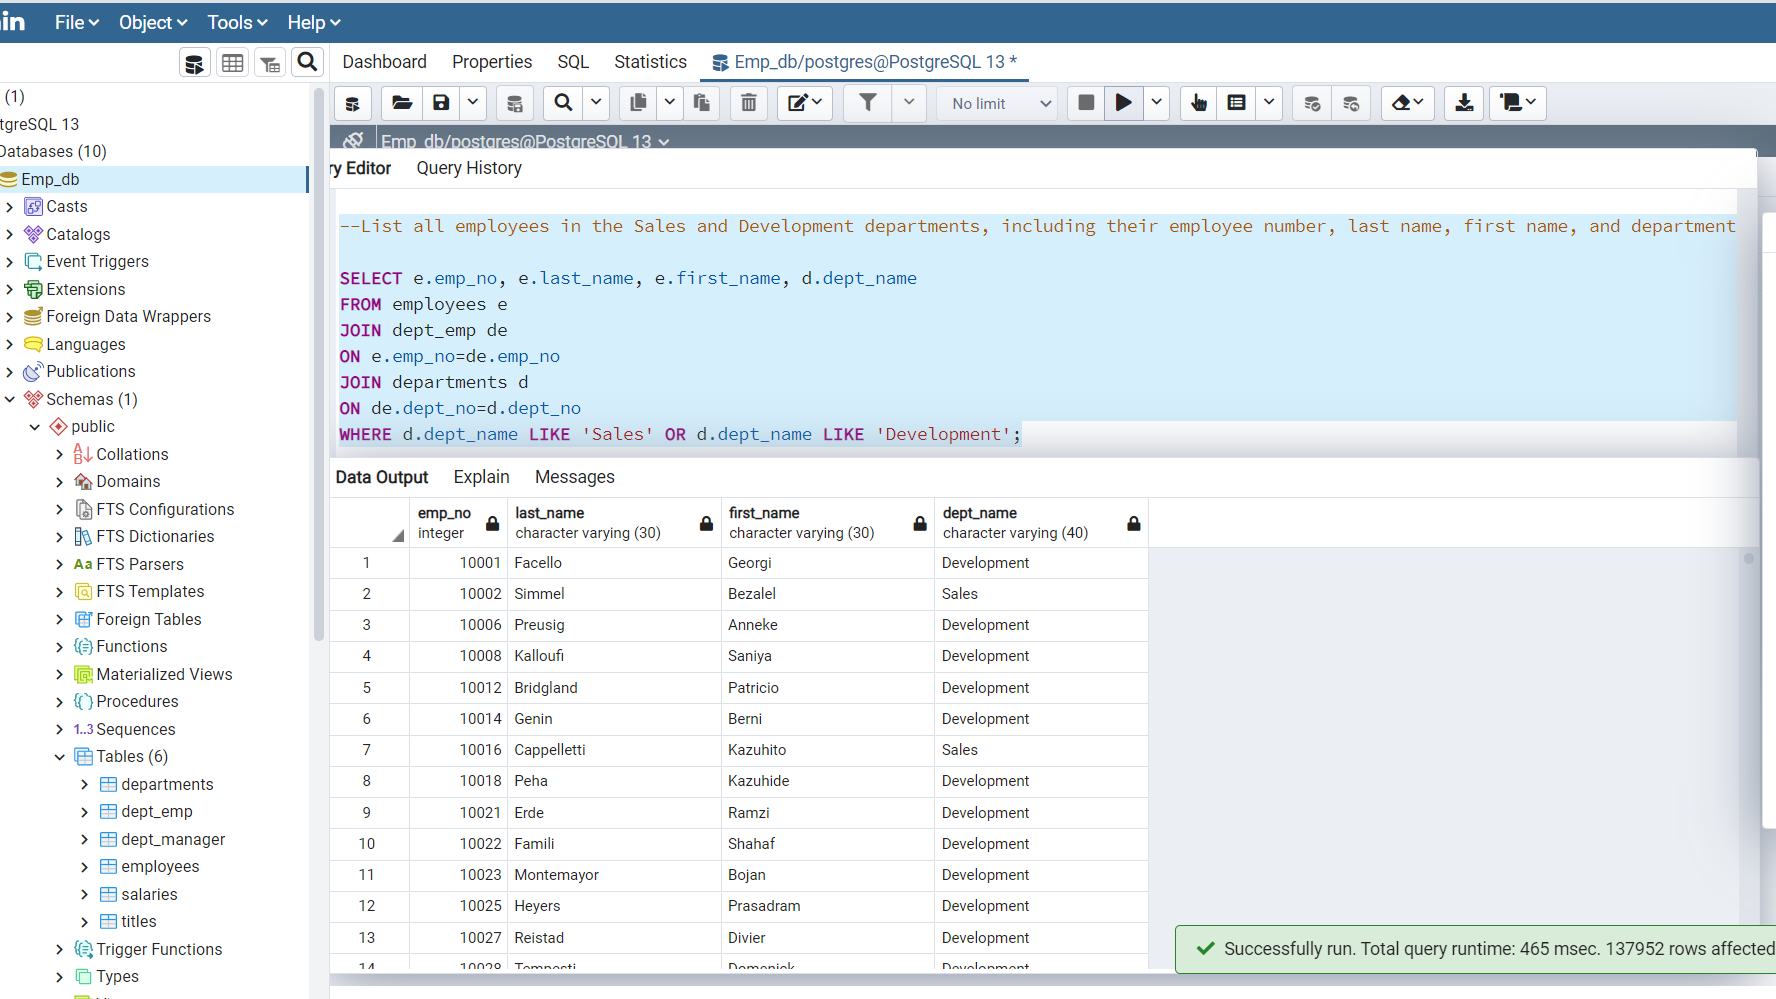 in File Object Tools Help
Dashboard Properties SQL Statistics Emp_db/postgres@PostgreSQL 13 *
No limit
Emp_db/postgres@PostgreSQL 13
(1)
tgreSQL 13
Databases (10)
Emp_db
Casts
Catalogs
Event Triggers
Extensions
Foreign Data Wrappers
Languages
Publications
Schemas (1)
public
Collations
Domains
FTS Configurations
FTS Dictionaries
Aa FTS Parsers
FTS Templates
Foreign Tables
Functions
Materialized Views
Procedures
1..3 Sequences
Tables (6)
departments
dept_emp
dept_manager
employees
salaries
titles
Trigger Functions
Types
ry Editor Query History
--List all employees in the Sales and Development departments, including their employee number, last name, first name, and department
SELECT e.emp_no, e.last_name, e.first_name, d.dept_name
FROM employees e
JOIN dept_emp de
ON e.emp_no=de.emp_no
JOIN departments d
ON de.dept_no=d.dept_no
WHERE d.dept_name LIKE 'Sales' OR d.dept_name LIKE 'Development';
Data Output Explain Messages
emp_no last_name first_name dept_name
integer character varying (30) character varying (30) character varying (40)
1 10001 Facello Georgi Development
2 10002 Simmel Bezalel Sales
3 10006 Preusig Anneke Development
4 10008 Kalloufi Saniya Development
5 10012 Bridgland Patricio Development
6 10014 Genin Berni Development
7 10016 Cappelletti Kazuhito Sales
8 10018 Peha Kazuhide Development
9 10021 Erde Ramzi Development
10 10022 Famili Shahaf Development
11 10023 Montemayor Bojan Development
12 10025 Heyers Prasadram Development
13 10027 Reistad Divier Development
14 10028 Tempesti Domenick Development
Successfully run. Total query runtime: 465 msec. 137952 rows affected